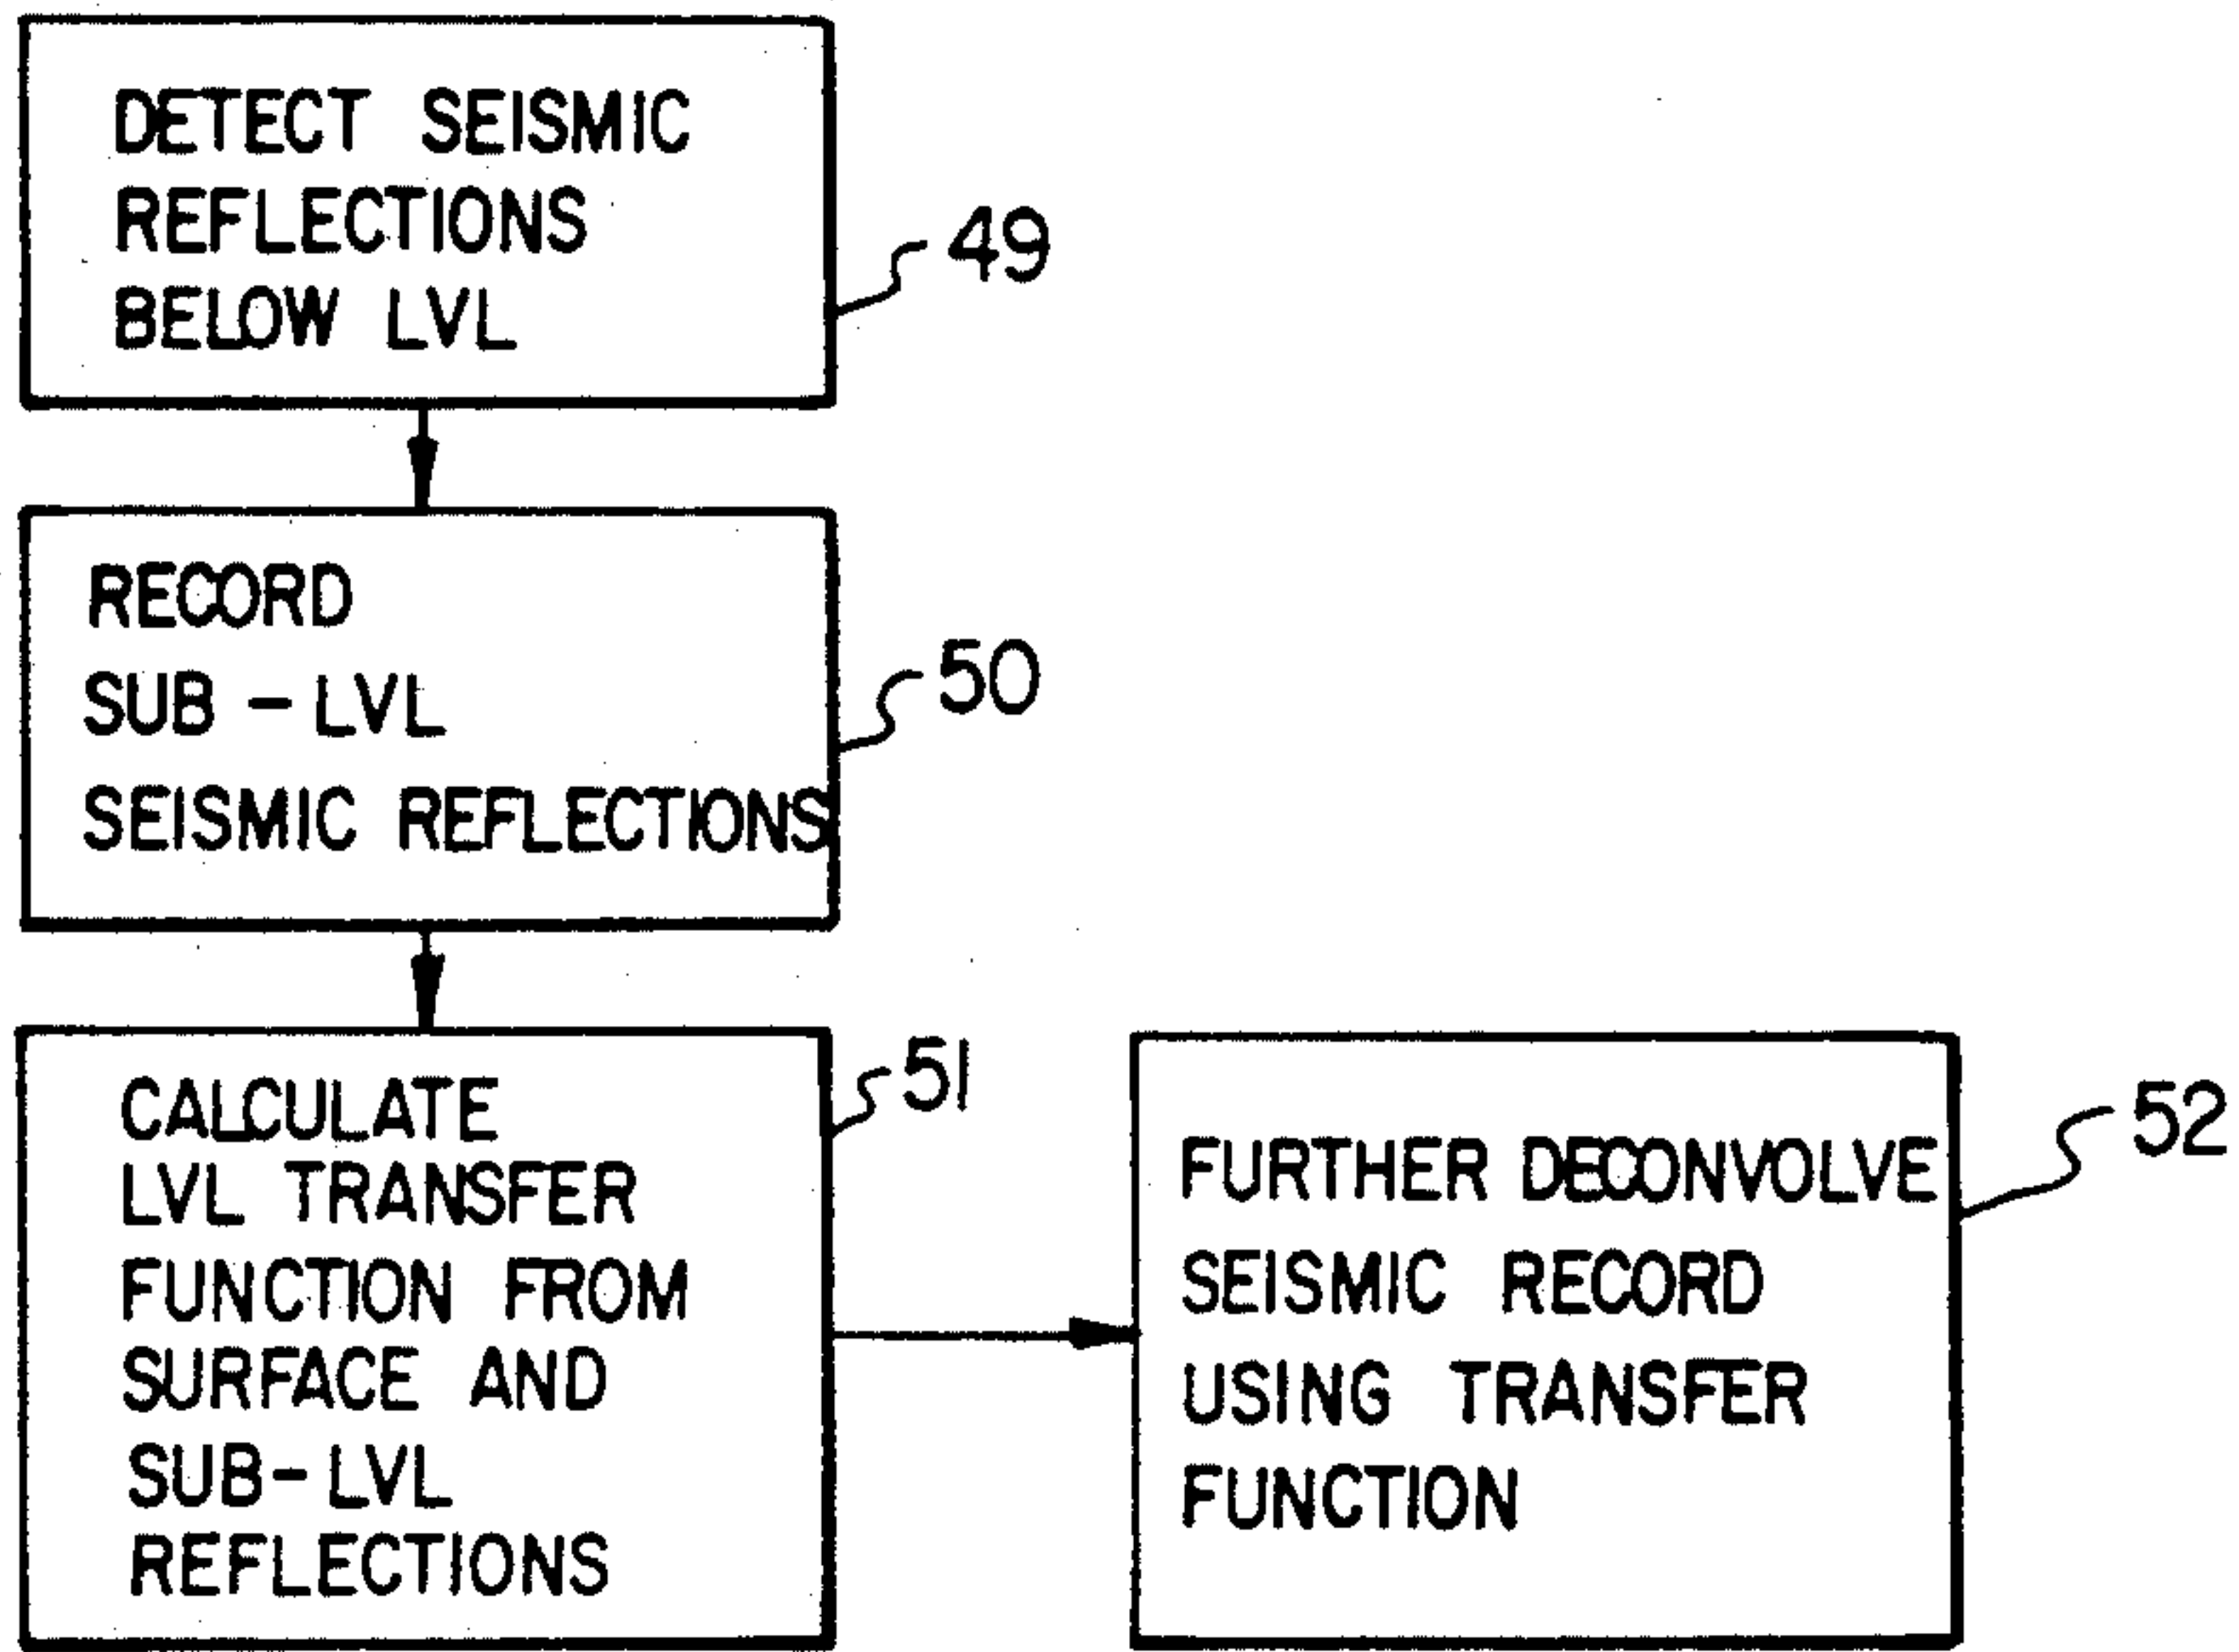 DETECT SEISMIC
REFLECTIONS
BELOW LVL
49
RECORD
SUB - LVL
SEISMIC REFLECTIONS
50
CALCULATE
LVL TRANSFER
FUNCTION FROM
SURFACE AND
SUB-LVL
REFLECTIONS
51
FURTHER DECONVOLVE
SEISMIC RECORD
USING TRANSFER
FUNCTION
52